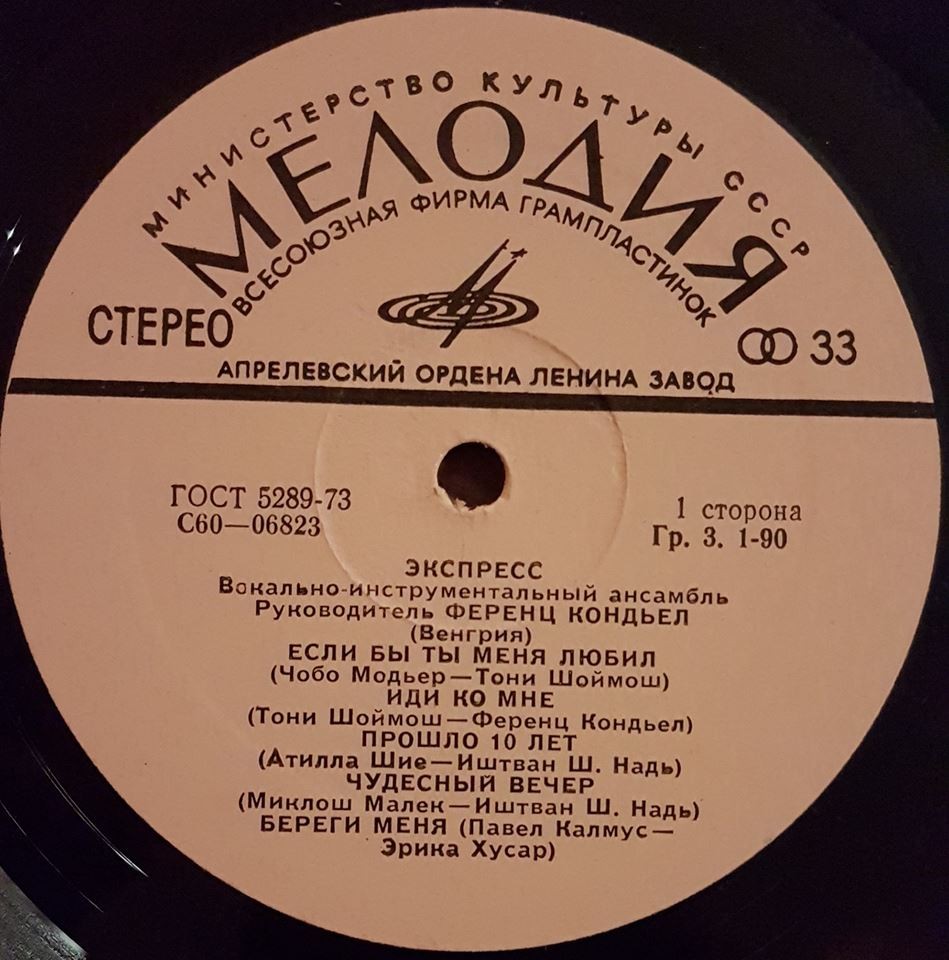 МИНИСТЕРСТВО КУЛЬТУРЫ СССР
МЕЛОДИЯ
ВСЕСОЮЗНАЯ ФИРМА ГРАМПЛАСТИНОК
СТЕРЕО
33
АПРЕЛЕВСКИЙ ОРДЕНА ЛЕНИНА ЗАВОД
ГОСТ 5289-73
С60—06823
1 сторона
Гр. 3. 1-90
ЭКСПРЕСС
Вокально-инструментальный ансамбль
Руководитель ФЕРЕНЦ КОНДЬЕЛ
(Венгрия)
ЕСЛИ БЫ ТЫ МЕНЯ ЛЮБИЛ
(Чобо Модьер—Тони Шоймош)
ИДИ КО МНЕ
(Тони Шоймош—Ференц Кондьел)
ПРОШЛО 10 ЛЕТ
(Атилла Шие—Иштван Ш. Надь)
ЧУДЕСНЫЙ ВЕЧЕР
(Миклош Малек—Иштван Ш. Надь)
БЕРЕГИ МЕНЯ (Павел Калмус—
Эрика Хусар)